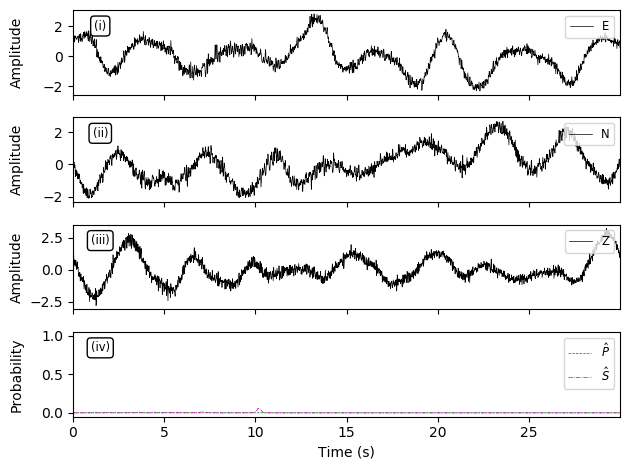 (i)
E
Amplitude
2
0
−2
(ii)
N
Amplitude
2
0
−2
(iii)
Z
Amplitude
2.5
0.0
−2.5
(iv)
P̂
Ŝ
Probability
1.0
0.5
0.0
0 5 10 15 20 25
Time (s)